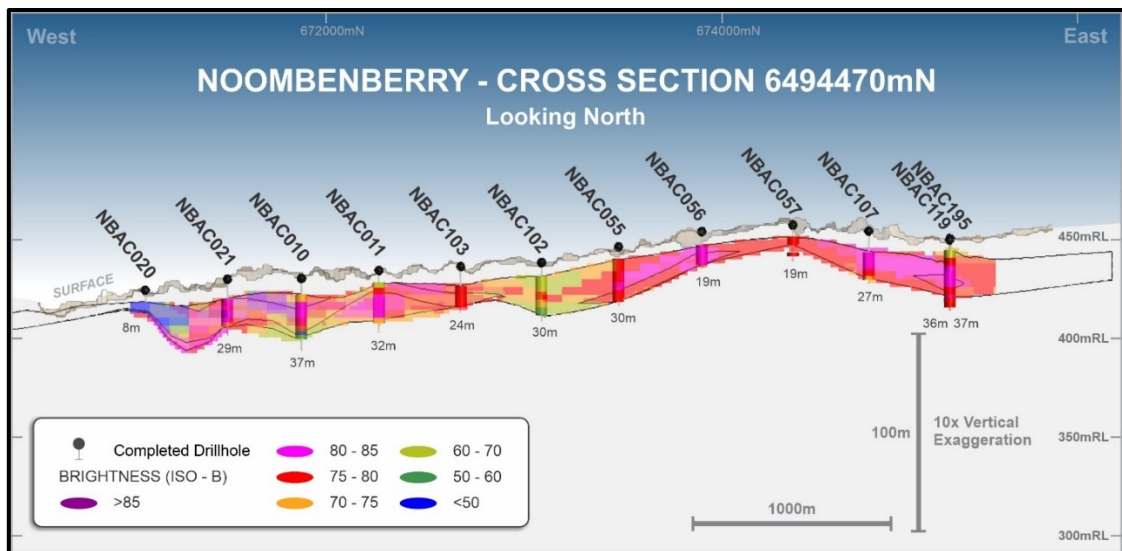 West
672000mN
674000mN
East
NOOMBENBERRY - CROSS SECTION 6494470mN
Looking North
NBAC020
NBAC021
NBAC010
NBAC011
NBAC103
NBAC102
NBAC055
NBAC056
NBAC057
NBAC107
NBAC119
NBAC195
SURFACE
450mRL
8m
29m
37m
32m
24m
30m
30m
19m
19m
27m
36m 37m
400mRL
100m
10x Vertical
Exaggeration
350mRL
1000m
300mRL
Completed Drillhole
BRIGHTNESS (ISO - B)
>85
80 - 85
75 - 80
70 - 75
60 - 70
50 - 60
<50